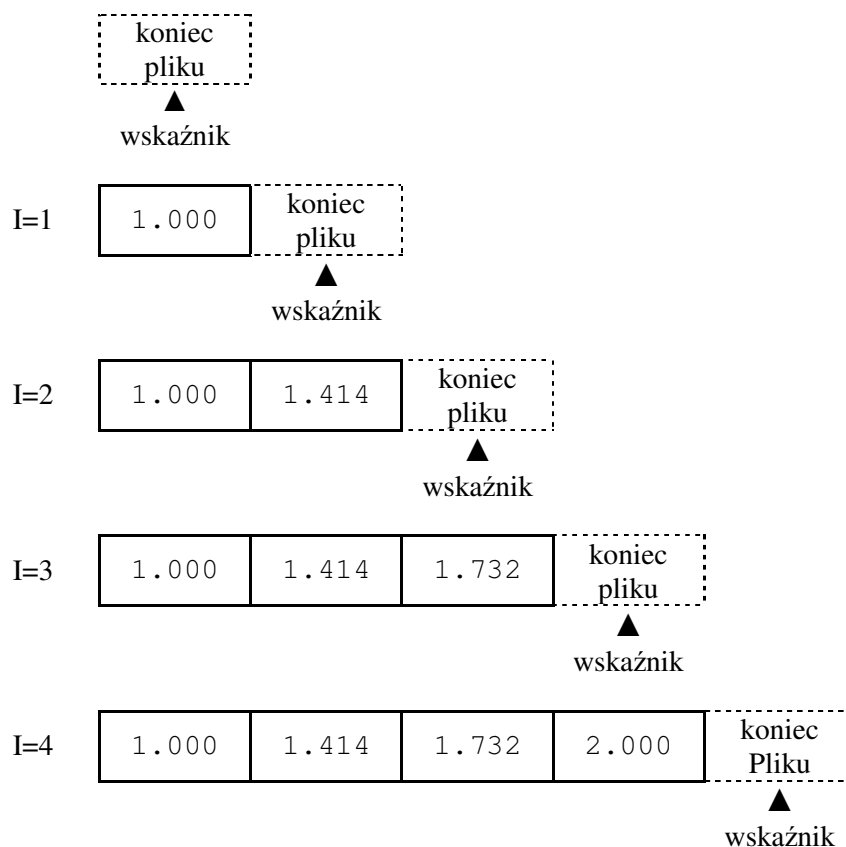 koniec
pliku
wskaźnik
I=1 1.000 koniec
pliku
wskaźnik
I=2 1.000 1.414 koniec
pliku
wskaźnik
I=3 1.000 1.414 1.732 koniec
pliku
wskaźnik
I=4 1.000 1.414 1.732 2.000 koniec
Pliku
wskaźnik